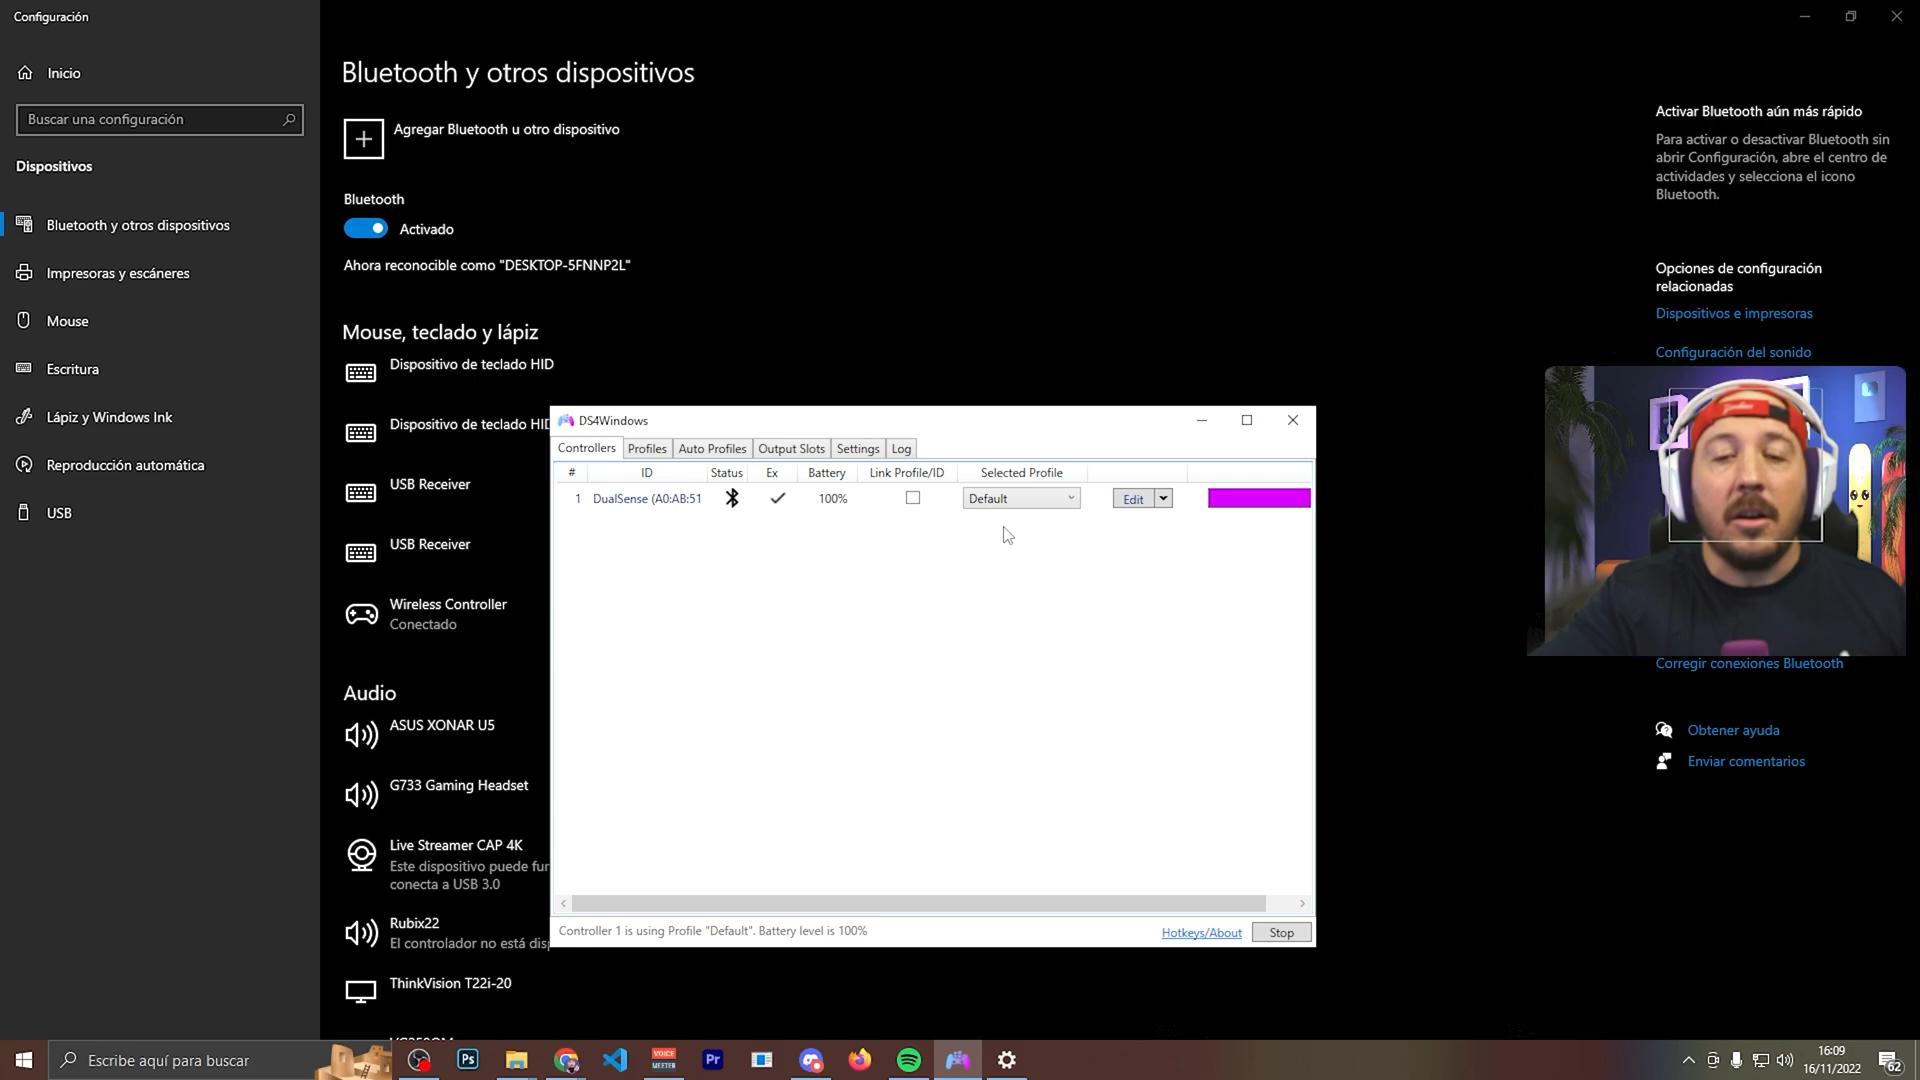 Configuración
Inicio
Buscar una configuración
Dispositivos
Bluetooth y otros dispositivos
Impresoras y escáneres
Mouse
Escritura
Lápiz y Windows Ink
Reproducción automática
USB
Bluetooth y otros dispositivos
Agregar Bluetooth u otro dispositivo
Bluetooth
Activado
Ahora reconocible como "DESKTOP-5FNNP2L"
Mouse, teclado y lápiz
Dispositivo de teclado HID
Dispositivo de teclado HID
USB Receiver
USB Receiver
Wireless Controller
Conectado
Audio
ASUS XONAR U5
G733 Gaming Headset
Live Streamer CAP 4K
Este dispositivo puede fur
conecta a USB 3.0
Rubix22
El controlador no está dis
ThinkVision T22i-20
DS4Windows
Controllers Profiles Auto Profiles Output Slots Settings Log
# ID Status Ex Battery Link Profile/ID Selected Profile
1 DualSense (A0:AB:51 100% Default Edit
Controller 1 is using Profile "Default". Battery level is 100%
Hotkeys/About Stop
Activar Bluetooth aún más rápido
Para activar o desactivar Bluetooth sin
abrir Configuración, abre el centro de
actividades y selecciona el icono
Bluetooth.
Opciones de configuración
relacionadas
Dispositivos e impresoras
Configuración del sonido
Corregir conexiones Bluetooth
Obtener ayuda
Enviar comentarios
Escribe aquí para buscar
Ps
VOICE
MEETER
Pr
16:09
16/11/2022
62